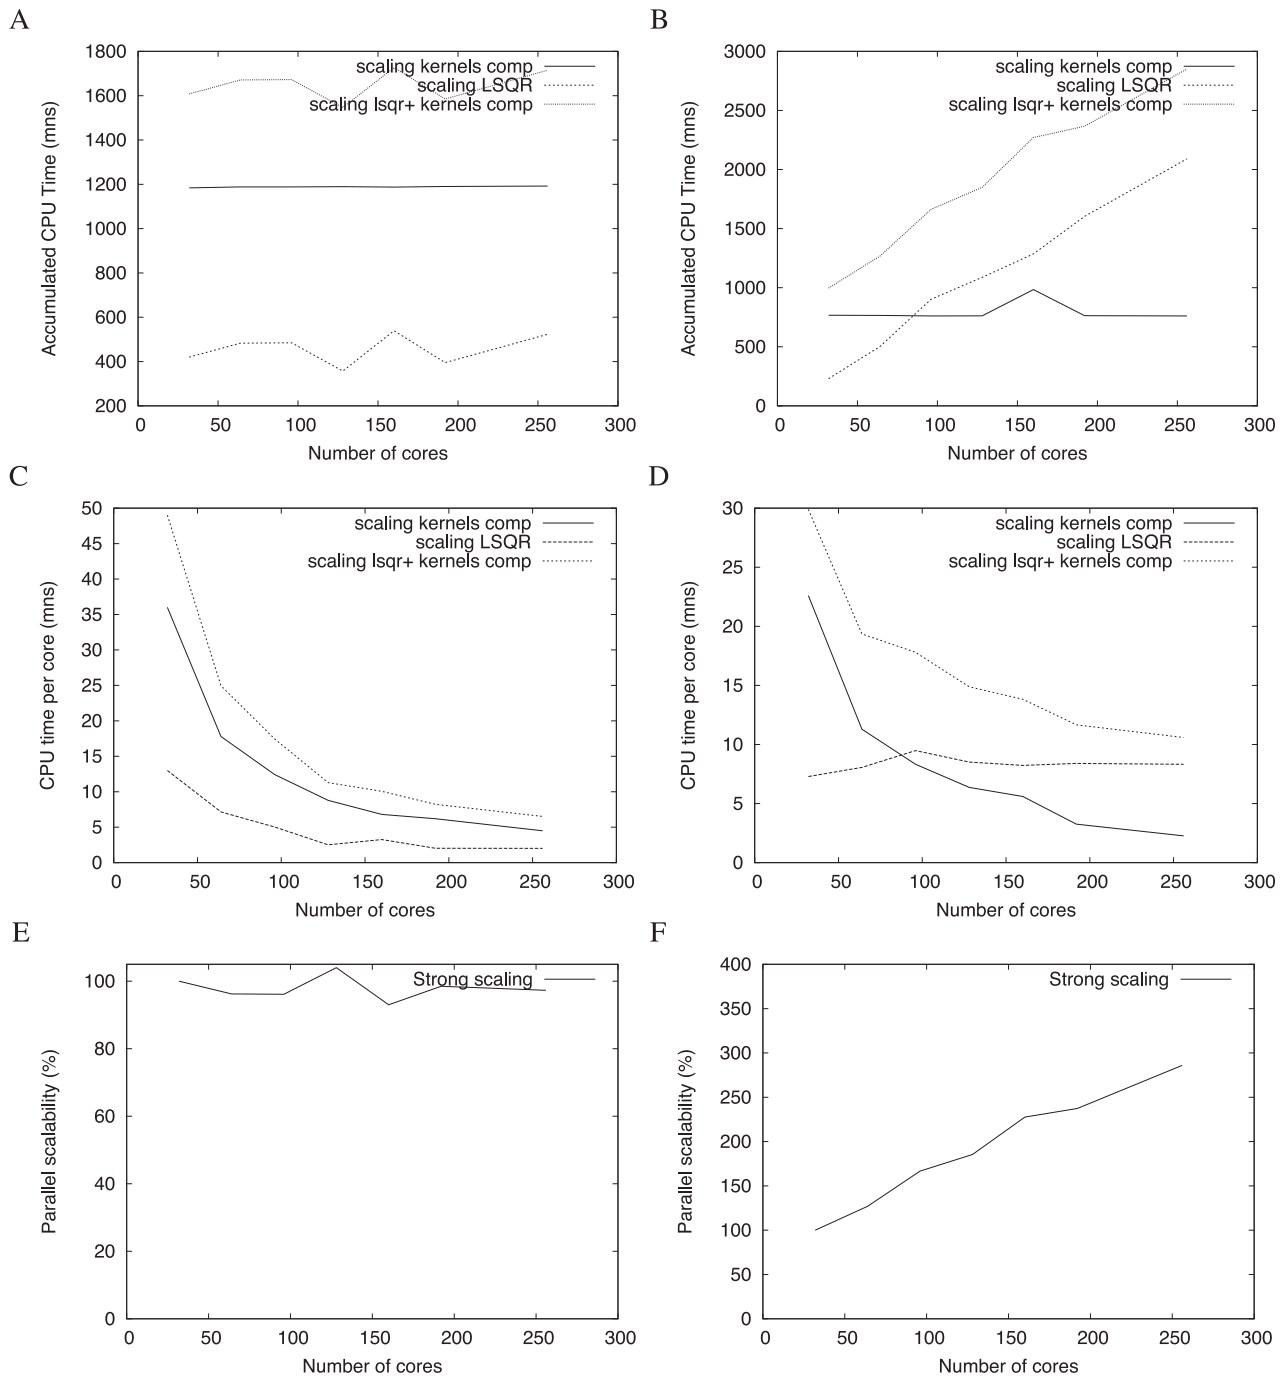 A
1800
1600
1400
1200
1000
800
600
400
200
0 50 100 150 200 250 300
Accumulated CPU Time (mns)
Number of cores
scaling kernels comp
scaling LSQR
scaling lsqr+ kernels comp
B
3000
2500
2000
1500
1000
500
0
0 50 100 150 200 250 300
Accumulated CPU Time (mns)
Number of cores
scaling kernels comp
scaling LSQR
scaling lsqr+ kernels comp
C
50
45
40
35
30
25
20
15
10
5
0
0 50 100 150 200 250 300
CPU time per core (mns)
Number of cores
scaling kernels comp
scaling LSQR
scaling lsqr+ kernels comp
D
30
25
20
15
10
5
0
0 50 100 150 200 250 300
CPU time per core (mns)
Number of cores
scaling kernels comp
scaling LSQR
scaling lsqr+ kernels comp
E
100
80
60
40
20
0
0 50 100 150 200 250 300
Parallel scalability (%)
Number of cores
Strong scaling
F
400
350
300
250
200
150
100
50
0
0 50 100 150 200 250 300
Parallel scalability (%)
Number of cores
Strong scaling